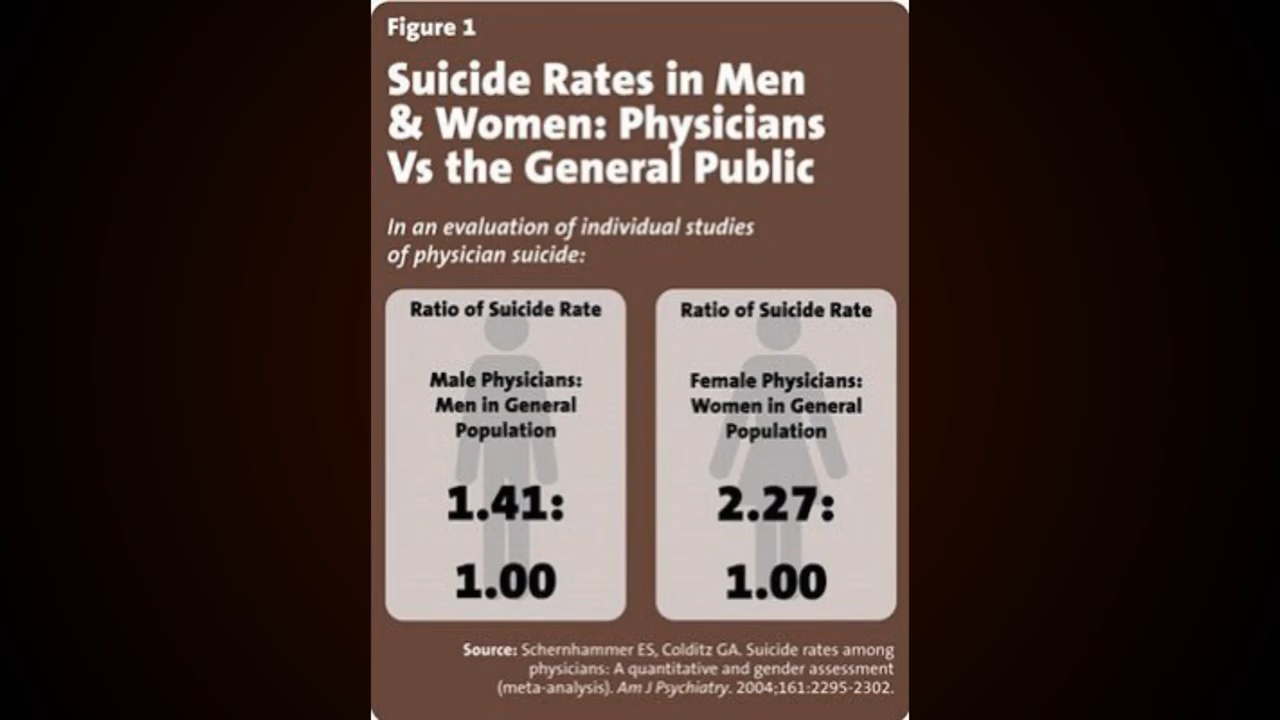 Figure 1
Suicide Rates in Men
& Women: Physicians
Vs the General Public
In an evaluation of individual studies
of physician suicide:
Ratio of Suicide Rate
Male Physicians:
Men in General
Population
1.41:
1.00
Ratio of Suicide Rate
Female Physicians:
Women in General
Population
2.27:
1.00
Source: Schernhammer ES, Colditz GA. Suicide rates among
physicians: A quantitative and gender assessment
(meta-analysis). Am J Psychiatry. 2004;161:2295-2302.